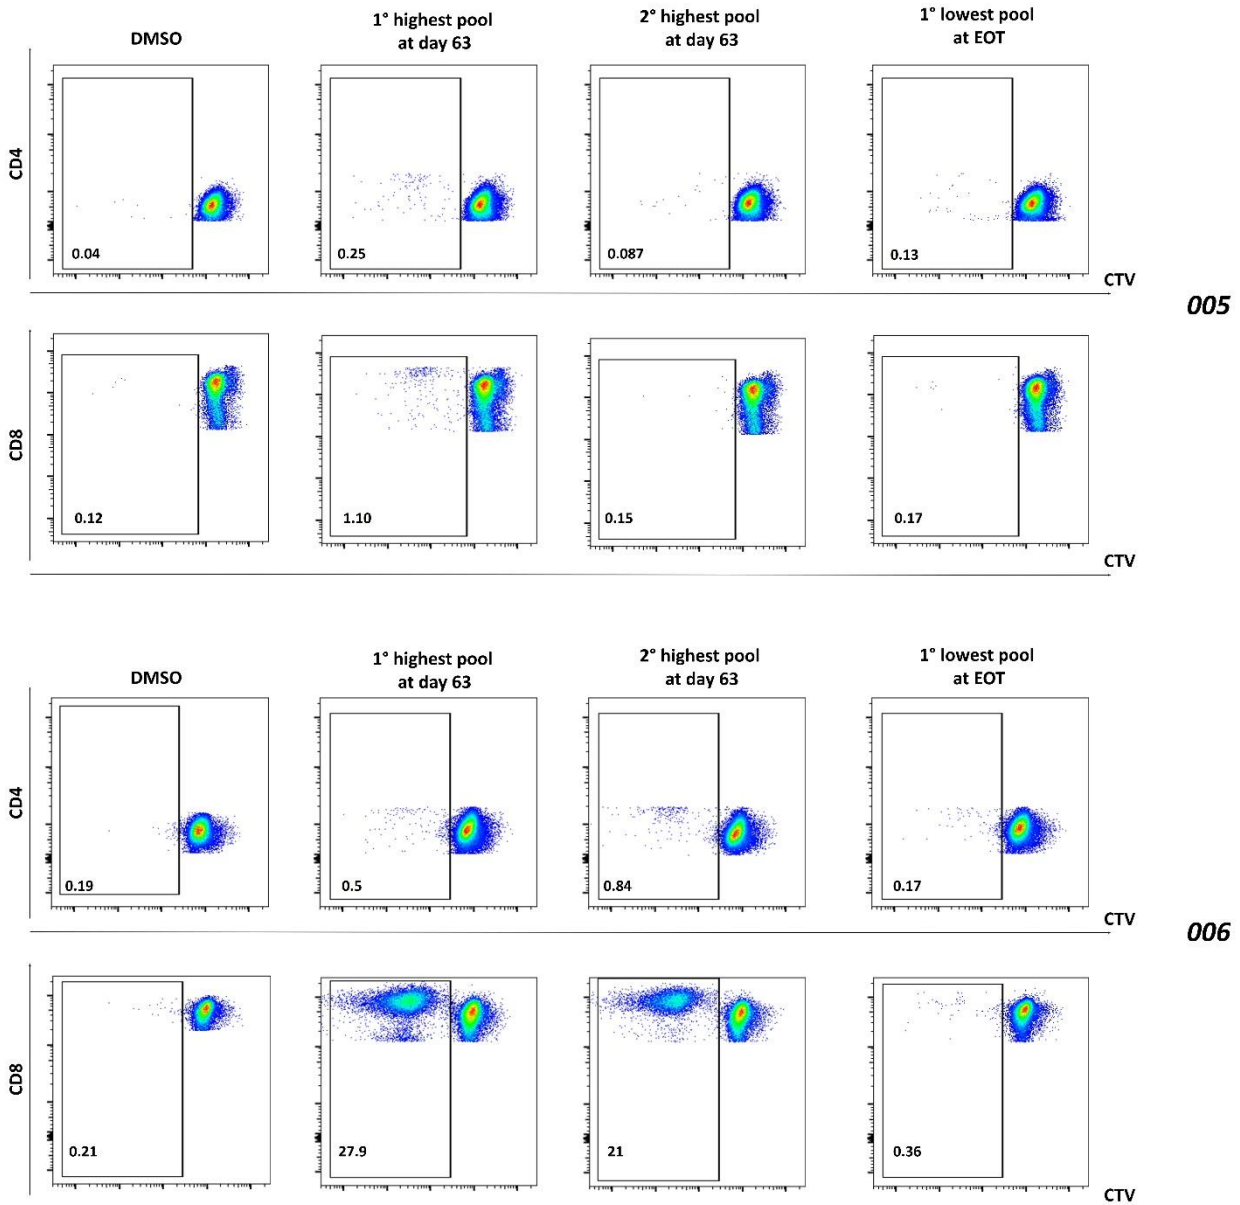 DMSO
1° highest pool
at day 63
2° highest pool
at day 63
1° lowest pool
at EOT
CD4
0.04
0.25
0.087
0.13
CTV
005
CD8
0.12
1.10
0.15
0.17
CTV
DMSO
1° highest pool
at day 63
2° highest pool
at day 63
1° lowest pool
at EOT
CD4
0.19
0.5
0.84
0.17
CTV
006
CD8
0.21
27.9
21
0.36
CTV